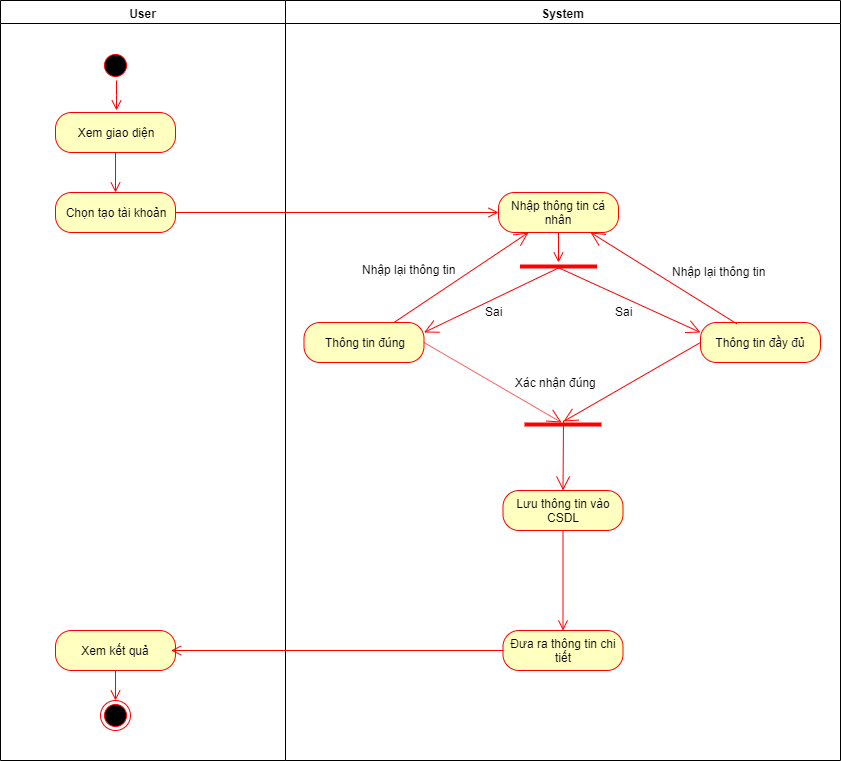 User
System
Xem giao diện
Chọn tạo tài khoản
Nhập thông tin cá
nhân
Nhập lại thông tin
Nhập lại thông tin
Sai
Sai
Thông tin đúng
Thông tin đầy đủ
Xác nhận đúng
Lưu thông tin vào
CSDL
Đưa ra thông tin chi
tiết
Xem kết quả